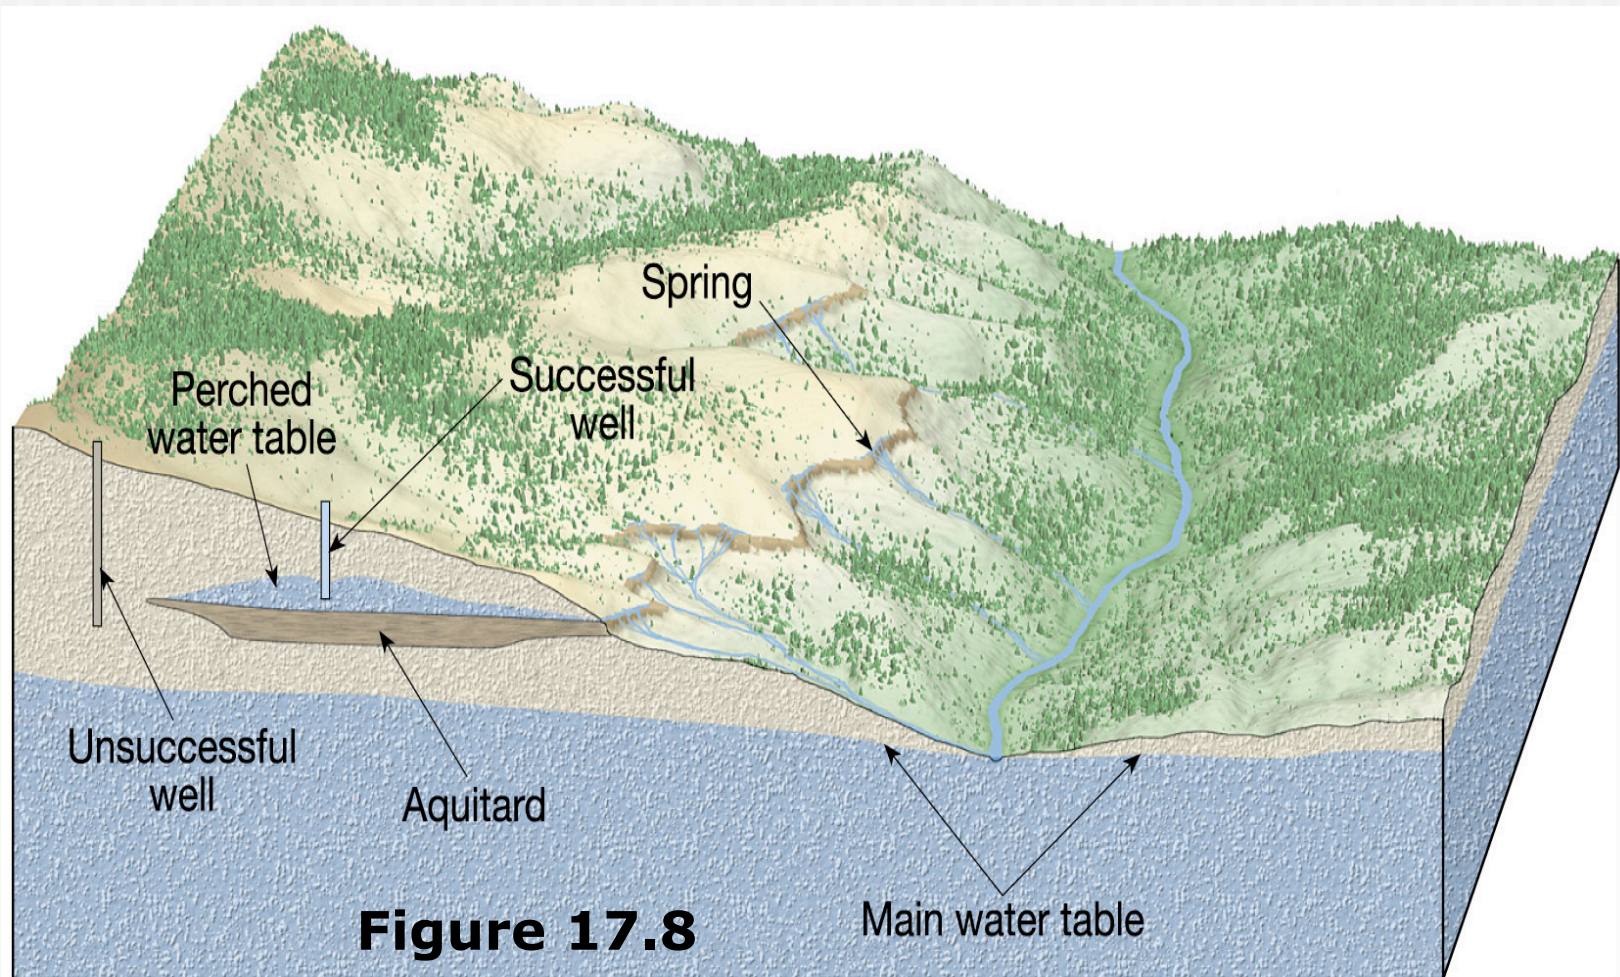 Spring
Successful
well
Perched
water table
Unsuccessful
well
Aquitard
Main water table
Figure 17.8